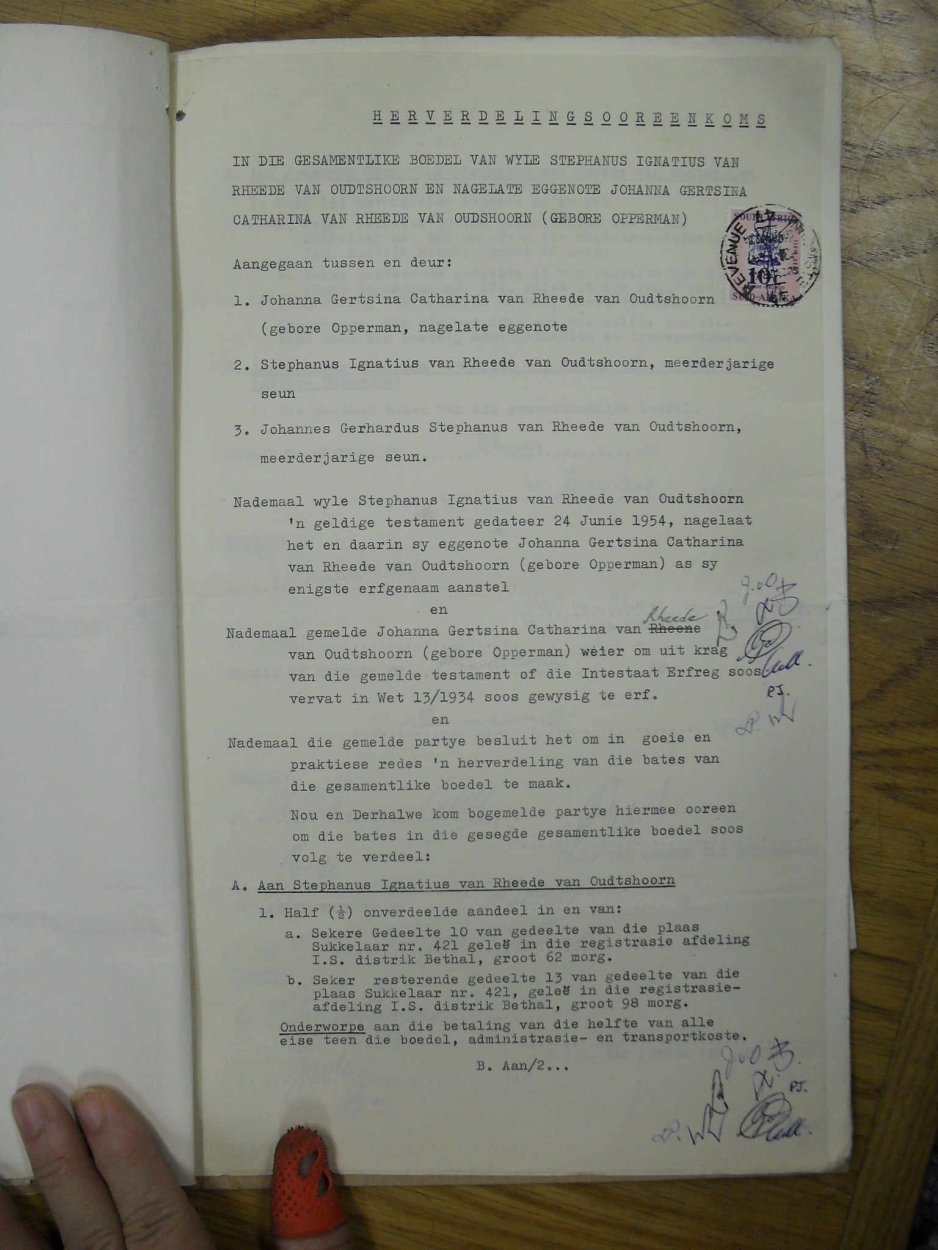 HERVERDELINGSOOREENKOMS
IN DIE GESAMENTLIKE BOEDEL VAN WYLE STEPHANUS IGNATIUS VAN
RHEEDE VAN OUDTSHOORN EN NAGELATE EGGENOTE JOHANNA GERTSINA
CATHARINA VAN RHEEDE VAN OUDSHOORN (GEBORE OPPERMAN)
REVENUE
Aangegaan tussen en deur:
1. Johanna Gertsina Catharina van Rheede van Oudtshoorn
(gebore Opperman, nagelate eggenote
2. Stephanus Ignatius van Rheede van Oudtshoorn, meerderjarige
seun
3. Johannes Gerhardus Stephanus van Rheede van Oudtshoorn,
meerderjarige seun.
Nademaal wyle Stephanus Ignatius van Rheede van Oudtshoorn
'n geldige testament gedateer 24 Junie 1954, nagelaat
het en daarin sy eggenote Johanna Gertsina Catharina
van Rheede van Oudtshoorn (gebore Opperman) as sy
enigste erfgenaam aanstel
en
Rheede
Nademaal gemelde Johanna Gertsina Catharina van Rheene
van Oudtshoorn (gebore Opperman) weier om uit krag
van die gemelde testament of die Intestaat Erfreg soos
vervat in Wet 13/1934 soos gewysig te erf.
P.J.
en
Nademaal die gemelde partye besluit het om in goeie en
praktiese redes 'n herverdeling van die bates van
die gesamentlike boedel te maak.
Nou en Derhalwe kom bogemelde partye hiermee ooreen
om die bates in die gesegde gesamentlike boedel soos
volg te verdeel:
A. Aan Stephanus Ignatius van Rheede van Oudtshoorn
1. Half (½) onverdeelde aandeel in en van:
a. Sekere Gedeelte 10 van gedeelte van die plaas
Sukkelaar nr. 421 geleë in die registrasie afdeling
I.S. distrik Bethal, groot 62 morg.
b. Seker resterende gedeelte 13 van gedeelte van die
plaas Sukkelaar nr. 421, geleë in die registrasie-
afdeling I.S. distrik Bethal, groot 98 morg.
Onderworpe aan die betaling van die helfte van alle
eise teen die boedel, administrasie- en transportkoste.
B. Aan/2...
P.J.